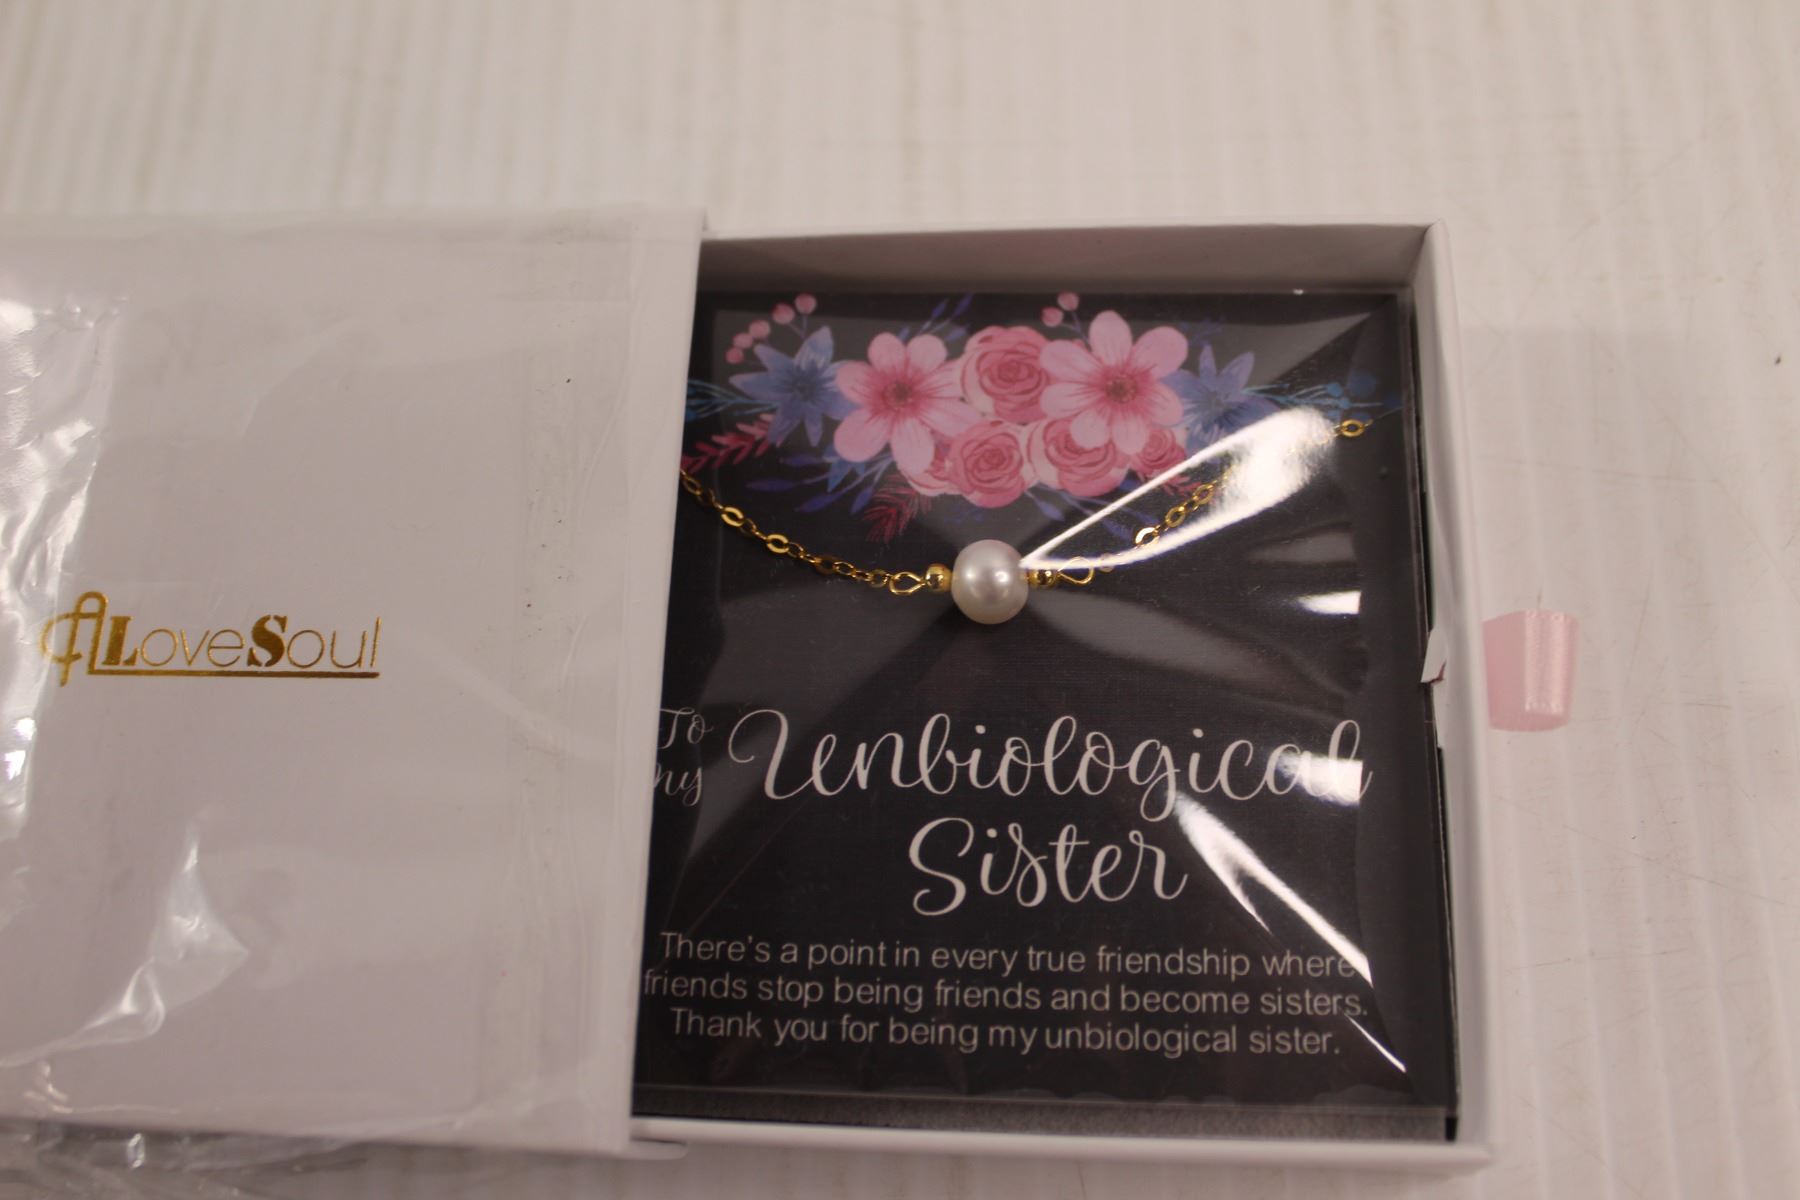 ALoveSoul
To my Unbiological
Sister
There's a point in every true friendship where
friends stop being friends and become sisters.
Thank you for being my unbiological sister.